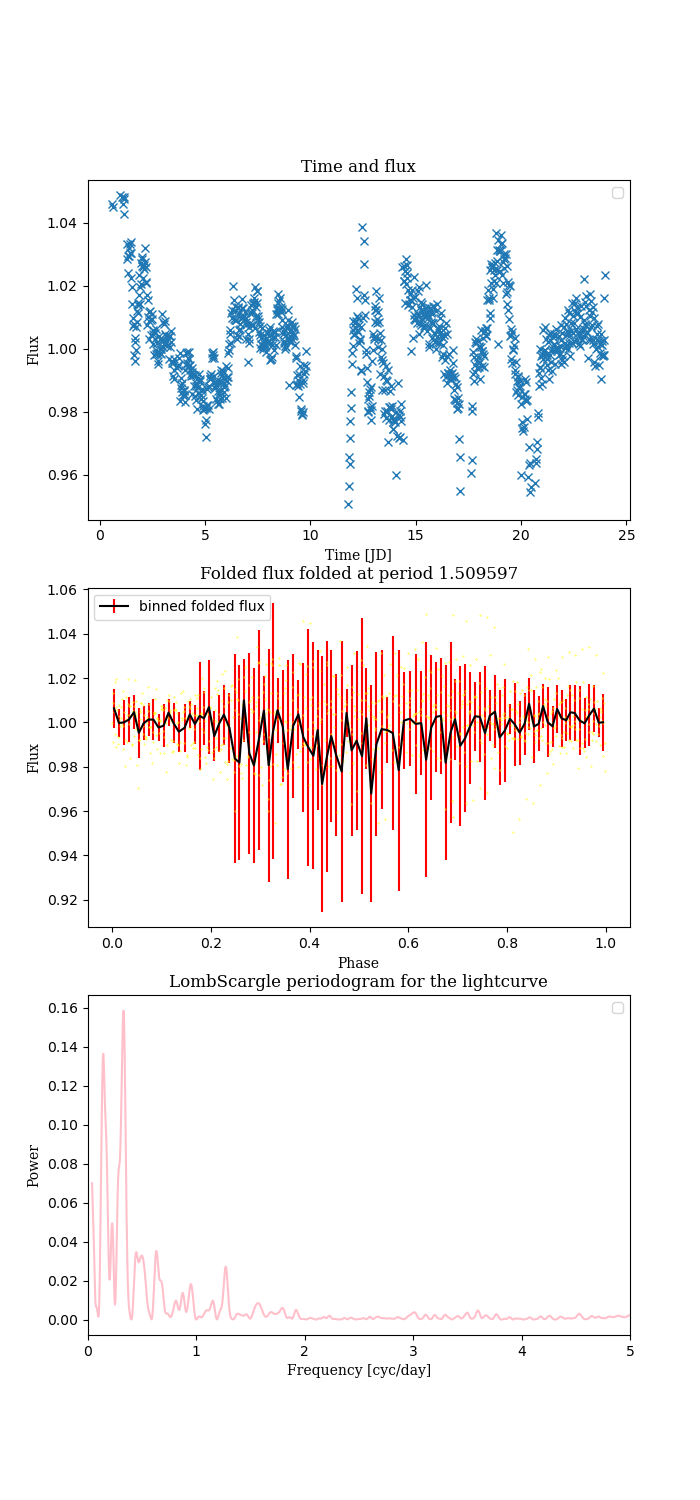 Time and flux
1.04
1.02
1.00
0.98
0.96
Flux
0 5 10 15 20 25
Time [JD]
Folded flux folded at period 1.509597
binned folded flux
1.06
1.04
1.02
1.00
0.98
0.96
0.94
0.92
Flux
0.0 0.2 0.4 0.6 0.8 1.0
Phase
LombScargle periodogram for the lightcurve
0.16
0.14
0.12
0.10
0.08
0.06
0.04
0.02
0.00
Power
0 1 2 3 4 5
Frequency [cyc/day]